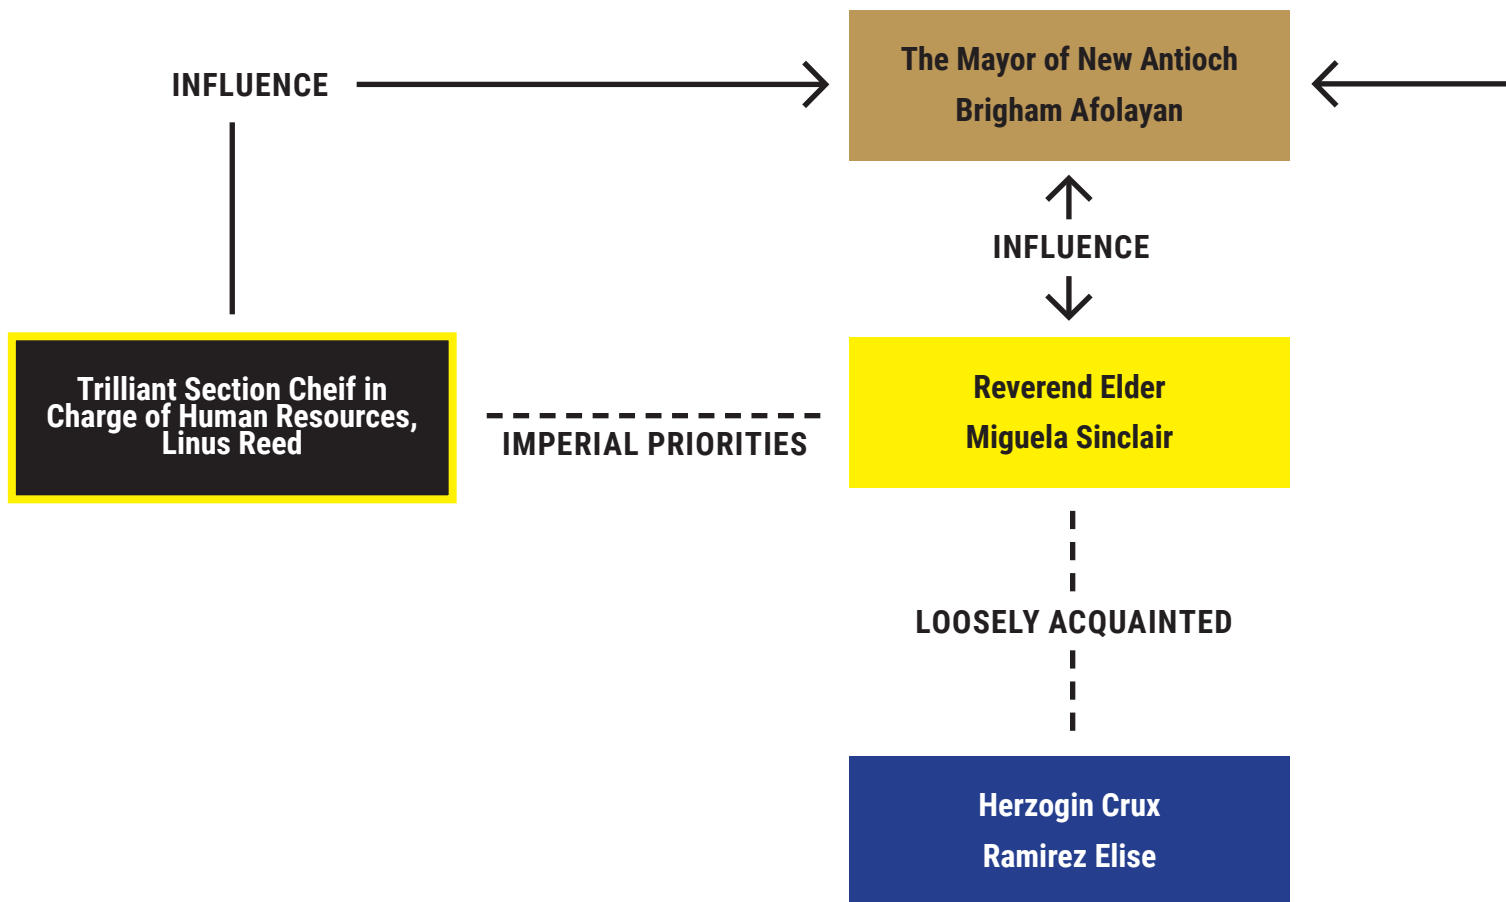 The Mayor of New Antioch
Brigham Afolayan
INFLUENCE
INFLUENCE
Trilliant Section Cheif in
Charge of Human Resources,
Linus Reed
IMPERIAL PRIORITIES
Reverend Elder
Miguela Sinclair
LOOSELY ACQUAINTED
Herzogin Crux
Ramirez Elise